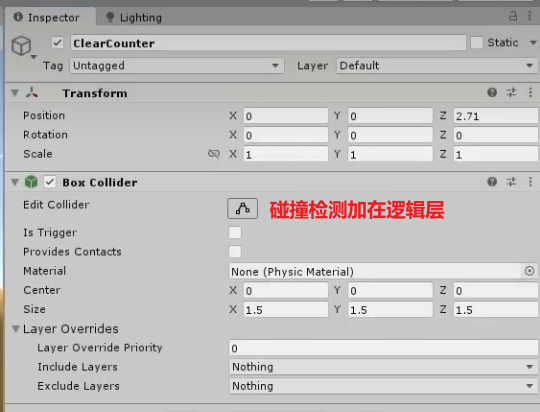 Inspector Lighting
ClearCounter Static
Tag Untagged Layer Default
Transform
Position X 0 Y 0 Z 2.71
Rotation X 0 Y 0 Z 0
Scale X 1 Y 1 Z 1
Box Collider
Edit Collider 碰撞检测加在逻辑层
Is Trigger
Provides Contacts
Material None (Physic Material)
Center X 0 Y 0 Z 0
Size X 1.5 Y 1.5 Z 1.5
Layer Overrides
Layer Override Priority 0
Include Layers Nothing
Exclude Layers Nothing